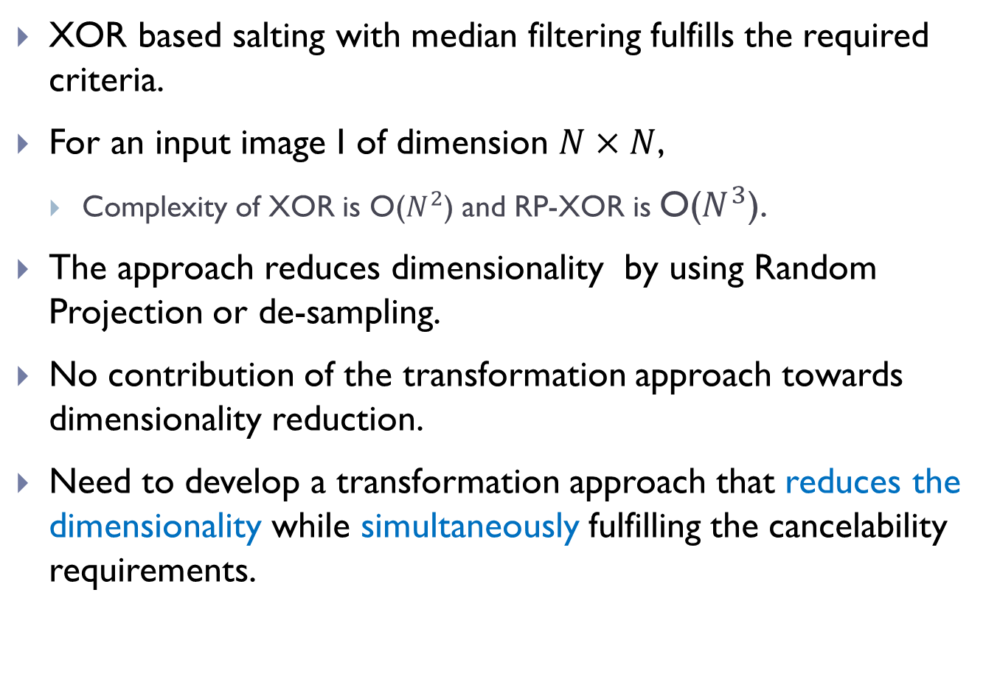 XOR based salting with median filtering fulfills the required
criteria.
For an input image I of dimension N × N,
Complexity of XOR is O(N²) and RP-XOR is O(N³).
The approach reduces dimensionality  by using Random
Projection or de-sampling.
No contribution of the transformation approach towards
dimensionality reduction.
Need to develop a transformation approach that reduces the
dimensionality while simultaneously fulfilling the cancelability
requirements.